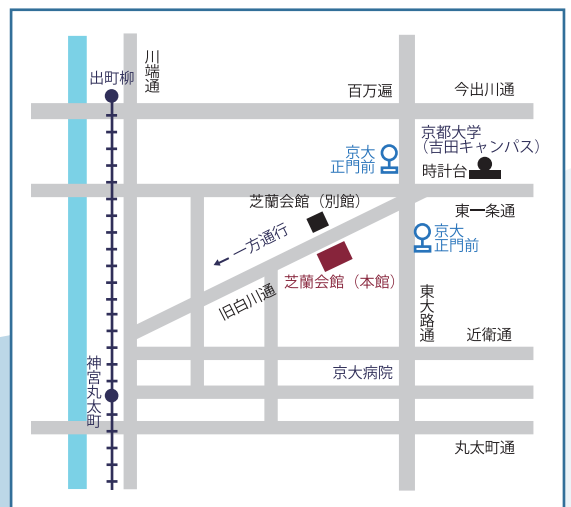 川端通
出町柳
百万遍
今出川通
京都大学
（吉田キャンパス）
京大
正門前
時計台
芝蘭会館（別館）
東一条通
一方通行
京大
正門前
芝蘭会館（本館）
旧白川通
東大路通
近衛通
神宮丸太町
京大病院
丸太町通